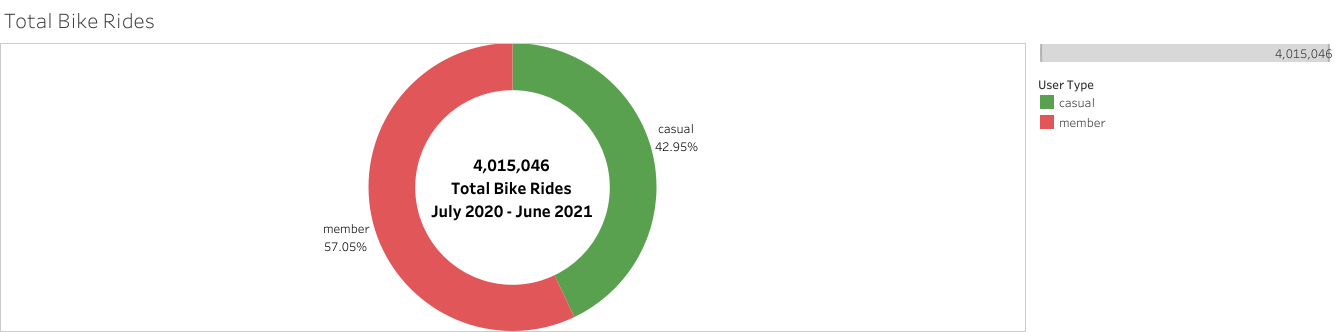 Total Bike Rides
casual
42.95%
4,015,046
Total Bike Rides
July 2020 - June 2021
member
57.05%
4,015,046
User Type
casual
member